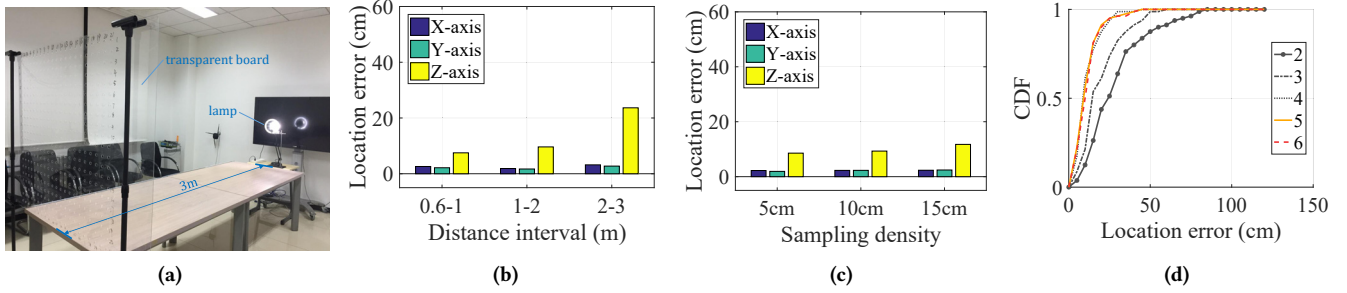 transparent board
lamp
3m
(a)
Location error (cm)
60
40
20
0
X-axis
Y-axis
Z-axis
0.6-1
1-2
2-3
Distance interval (m)
(b)
Location error (cm)
60
40
20
0
X-axis
Y-axis
Z-axis
5cm
10cm
15cm
Sampling density
(c)
CDF
1
0.5
0
2
3
4
5
6
0
50
100
150
Location error (cm)
(d)